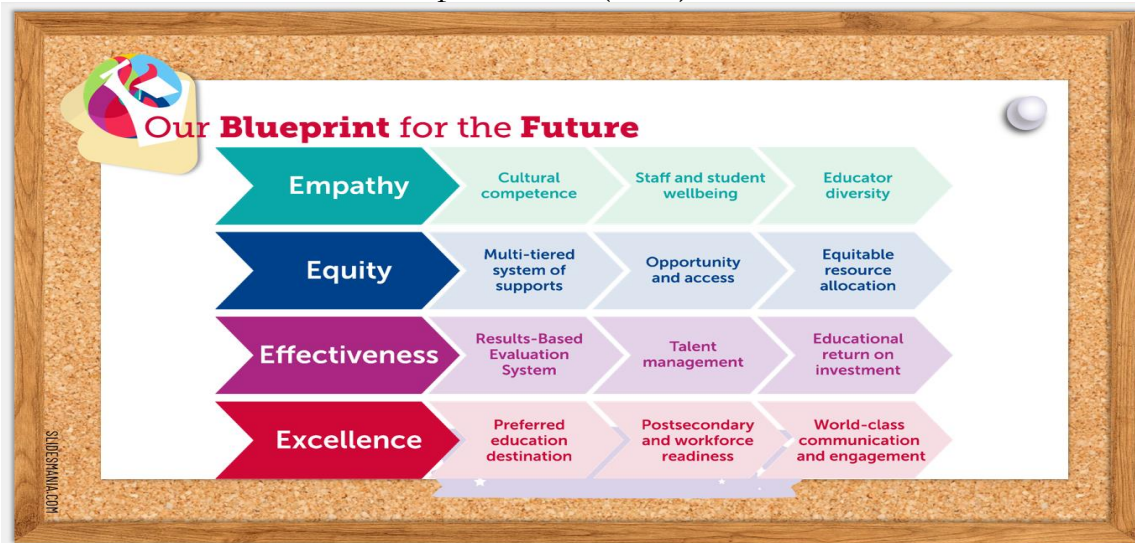 Our Blueprint for the Future
Empathy
Cultural
competence
Staff and student
wellbeing
Educator
diversity
Equity
Multi-tiered
system of
supports
Opportunity
and access
Equitable
resource
allocation
Effectiveness
Results-Based
Evaluation
System
Talent
management
Educational
return on
investment
Excellence
Preferred
education
destination
Postsecondary
and workforce
readiness
World-class
communication
and engagement
SLIDESMANIA.COM